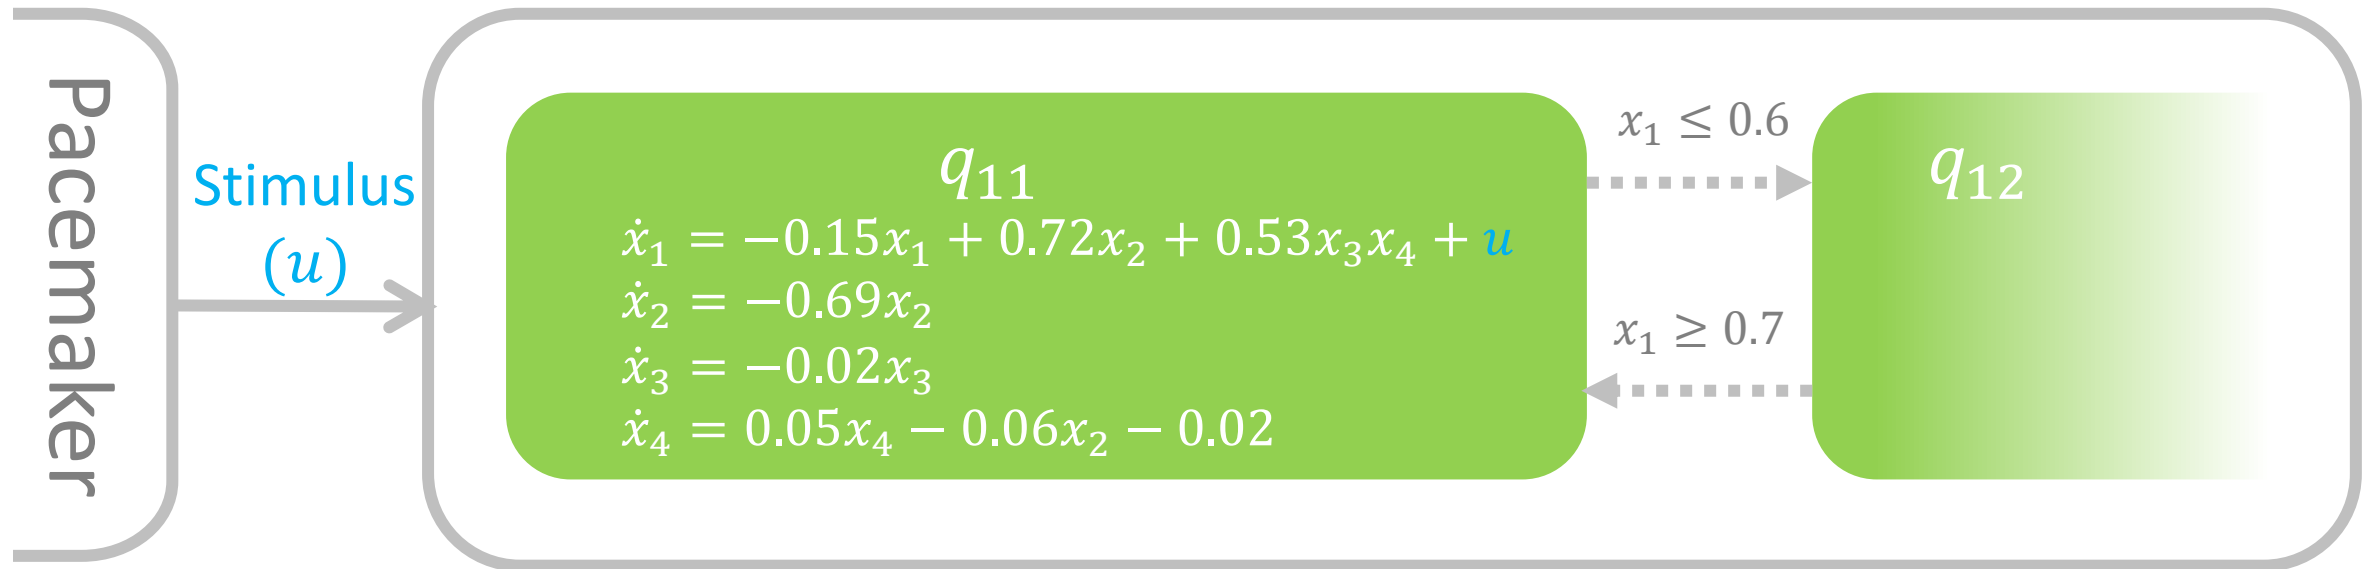 Pacemaker
Stimulus
(u)
q₁₁
ẋ₁ = −0.15x₁ + 0.72x₂ + 0.53x₃x₄ + u
ẋ₂ = −0.69x₂
ẋ₃ = −0.02x₃
ẋ₄ = 0.05x₄ − 0.06x₂ − 0.02
x₁ ≤ 0.6
x₁ ≥ 0.7
q₁₂